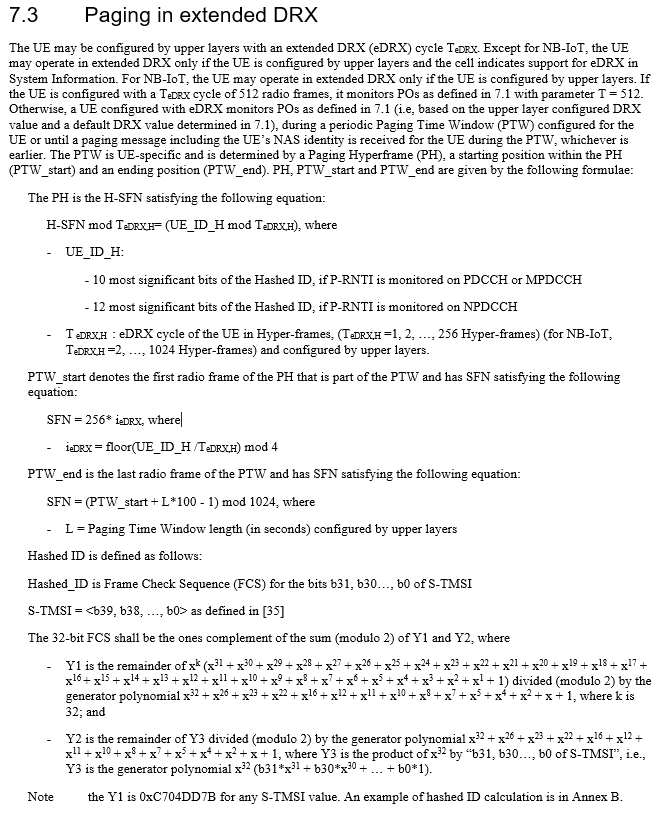 7.3 Paging in extended DRX
The UE may be configured by upper layers with an extended DRX (eDRX) cycle TeDRX. Except for NB-IoT, the UE
may operate in extended DRX only if the UE is configured by upper layers and the cell indicates support for eDRX in
System Information. For NB-IoT, the UE may operate in extended DRX only if the UE is configured by upper layers. If
the UE is configured with a TeDRX cycle of 512 radio frames, it monitors POs as defined in 7.1 with parameter T = 512.
Otherwise, a UE configured with eDRX monitors POs as defined in 7.1 (i.e, based on the upper layer configured DRX
value and a default DRX value determined in 7.1), during a periodic Paging Time Window (PTW) configured for the
UE or until a paging message including the UE's NAS identity is received for the UE during the PTW, whichever is
earlier. The PTW is UE-specific and is determined by a Paging Hyperframe (PH), a starting position within the PH
(PTW_start) and an ending position (PTW_end). PH, PTW_start and PTW_end are given by the following formulae:
The PH is the H-SFN satisfying the following equation:
H-SFN mod TeDRX,H= (UE_ID_H mod TeDRX,H), where
- UE_ID_H:
- 10 most significant bits of the Hashed ID, if P-RNTI is monitored on PDCCH or MPDCCH
- 12 most significant bits of the Hashed ID, if P-RNTI is monitored on NPDCCH
- TeDRX,H : eDRX cycle of the UE in Hyper-frames, (TeDRX,H =1, 2, …, 256 Hyper-frames) (for NB-IoT,
TeDRX,H =2, …, 1024 Hyper-frames) and configured by upper layers.
PTW_start denotes the first radio frame of the PH that is part of the PTW and has SFN satisfying the following
equation:
SFN = 256* ieDRX, where
- ieDRX = floor(UE_ID_H /TeDRX,H) mod 4
PTW_end is the last radio frame of the PTW and has SFN satisfying the following equation:
SFN = (PTW_start + L*100 - 1) mod 1024, where
- L = Paging Time Window length (in seconds) configured by upper layers
Hashed ID is defined as follows:
Hashed_ID is Frame Check Sequence (FCS) for the bits b31, b30…, b0 of S-TMSI
S-TMSI = <b39, b38, …, b0> as defined in [35]
The 32-bit FCS shall be the ones complement of the sum (modulo 2) of Y1 and Y2, where
- Y1 is the remainder of x^k (x^31 + x^30 + x^29 + x^28 + x^27 + x^26 + x^25 + x^24 + x^23 + x^22 + x^21 + x^20 + x^19 + x^18 + x^17 +
x^16 + x^15 + x^14 + x^13 + x^12 + x^11 + x^10 + x^9 + x^8 + x^7 + x^6 + x^5 + x^4 + x^3 + x^2 + x^1 + 1) divided (modulo 2) by the
generator polynomial x^32 + x^26 + x^23 + x^22 + x^16 + x^12 + x^11 + x^10 + x^8 + x^7 + x^5 + x^4 + x^2 + x + 1, where k is
32; and
- Y2 is the remainder of Y3 divided (modulo 2) by the generator polynomial x^32 + x^26 + x^23 + x^22 + x^16 + x^12 +
x^11 + x^10 + x^8 + x^7 + x^5 + x^4 + x^2 + x + 1, where Y3 is the product of x^32 by "b31, b30…, b0 of S-TMSI", i.e.,
Y3 is the generator polynomial x^32 (b31*x^31 + b30*x^30 + … + b0*1).
Note the Y1 is 0xC704DD7B for any S-TMSI value. An example of hashed ID calculation is in Annex B.